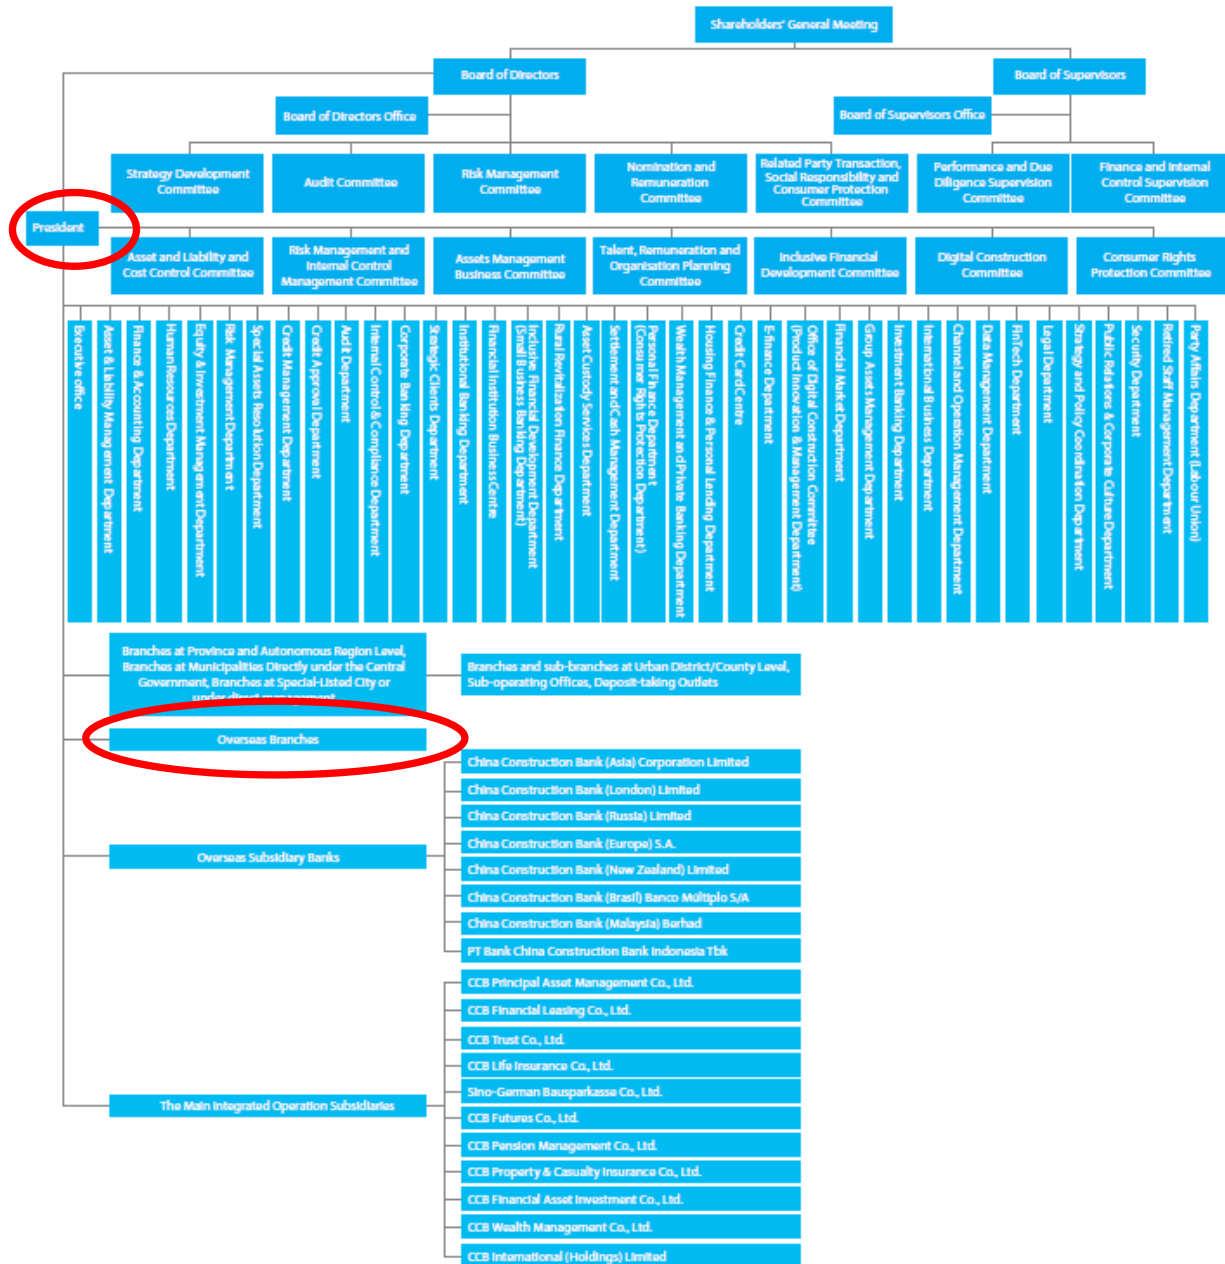 Shareholders' General Meeting
Board of Directors
Board of Supervisors
Board of Directors Office
Board of Supervisors Office
Strategy Development
Committee
Audit Committee
Risk Management
Committee
Nomination and
Remuneration
Committee
Related Party Transaction,
Social Responsibility and
Consumer Protection
Committee
Performance and Due
Diligence Supervision
Committee
Finance and Internal
Control Supervision
Committee
President
Asset and Liability and
Cost Control Committee
Risk Management and
Internal Control
Management Committee
Assets Management
Business Committee
Talent, Remuneration and
Organisation Planning
Committee
Inclusive Financial
Development Committee
Digital Construction
Committee
Consumer Rights
Protection Committee
Executive office
Asset & Liability Management Department
Finance & Accounting Department
Human Resources Department
Equity & Investment Management Department
Risk Management Department
Special Assets Resolution Department
Credit Management Department
Credit Approval Department
Audit Department
Internal Control & Compliance Department
Corporate Banking Department
Strategic Clients Department
Institutional Banking Department
Financial Institution Business Centre
Inclusive Financial Development Department
(Small Business Banking Department)
Rural Revitalization Finance Department
Asset Custody Services Department
Settlement and Cash Management Department
Personal Finance Department
(Consumer Rights Protection Department)
Wealth Management and Private Banking Department
Housing Finance & Personal Lending Department
Credit Card Centre
E-finance Department
Office of Digital Construction Committee
(Product Innovation & Management Department)
Financial Market Department
Group Assets Management Department
Investment Banking Department
International Business Department
Channel and Operation Management Department
Data Management Department
FinTech Department
Legal Department
Strategy and Policy Coordination Department
Public Relations & Corporate Culture Department
Security Department
Retired Staff Management Department
Party Affairs Department (Labour Union)
Branches at Province and Autonomous Region Level,
Branches at Municipalities Directly under the Central
Government, Branches at Special-Listed City or
under direct management
Branches and sub-branches at Urban District/County Level,
Sub-operating Offices, Deposit-taking Outlets
Overseas Branches
China Construction Bank (Asia) Corporation Limited
China Construction Bank (London) Limited
China Construction Bank (Russia) Limited
China Construction Bank (Europe) S.A.
Overseas Subsidiary Banks
China Construction Bank (New Zealand) Limited
China Construction Bank (Brasil) Banco Múltiplo S/A
China Construction Bank (Malaysia) Berhad
PT Bank China Construction Bank Indonesia Tbk
CCB Principal Asset Management Co., Ltd.
CCB Financial Leasing Co., Ltd.
CCB Trust Co., Ltd.
CCB Life Insurance Co., Ltd.
Sino-German Bausparkasse Co., Ltd.
The Main Integrated Operation Subsidiaries
CCB Futures Co., Ltd.
CCB Pension Management Co., Ltd.
CCB Property & Casualty Insurance Co., Ltd.
CCB Financial Asset Investment Co., Ltd.
CCB Wealth Management Co., Ltd.
CCB International (Holdings) Limited